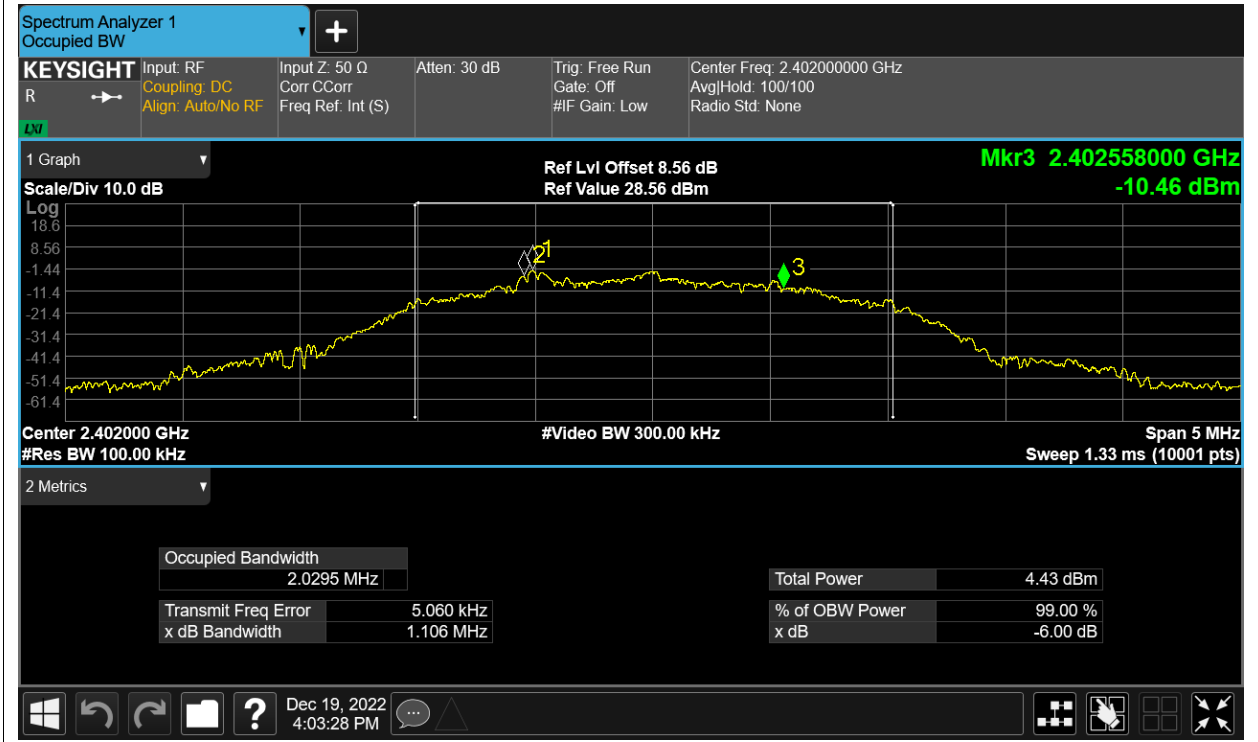 Spectrum Analyzer 1
Occupied BW
KEYSIGHT
R
LXI
Input: RF
Coupling: DC
Align: Auto/No RF
Input Z: 50 Ω
Corr CCorr
Freq Ref: Int (S)
Atten: 30 dB
Trig: Free Run
Gate: Off
#IF Gain: Low
Center Freq: 2.402000000 GHz
Avg|Hold: 100/100
Radio Std: None
1 Graph
Scale/Div 10.0 dB
Ref Lvl Offset 8.56 dB
Ref Value 28.56 dBm
Mkr3 2.402558000 GHz
-10.46 dBm
Log
18.6
8.56
-1.44
-11.4
-21.4
-31.4
-41.4
-51.4
-61.4
2
1
3
Center 2.402000 GHz
#Res BW 100.00 kHz
#Video BW 300.00 kHz
Span 5 MHz
Sweep 1.33 ms (10001 pts)
2 Metrics
Occupied Bandwidth
2.0295 MHz
Transmit Freq Error 5.060 kHz
x dB Bandwidth 1.106 MHz
Total Power 4.43 dBm
% of OBW Power 99.00 %
x dB -6.00 dB
?
Dec 19, 2022
4:03:28 PM